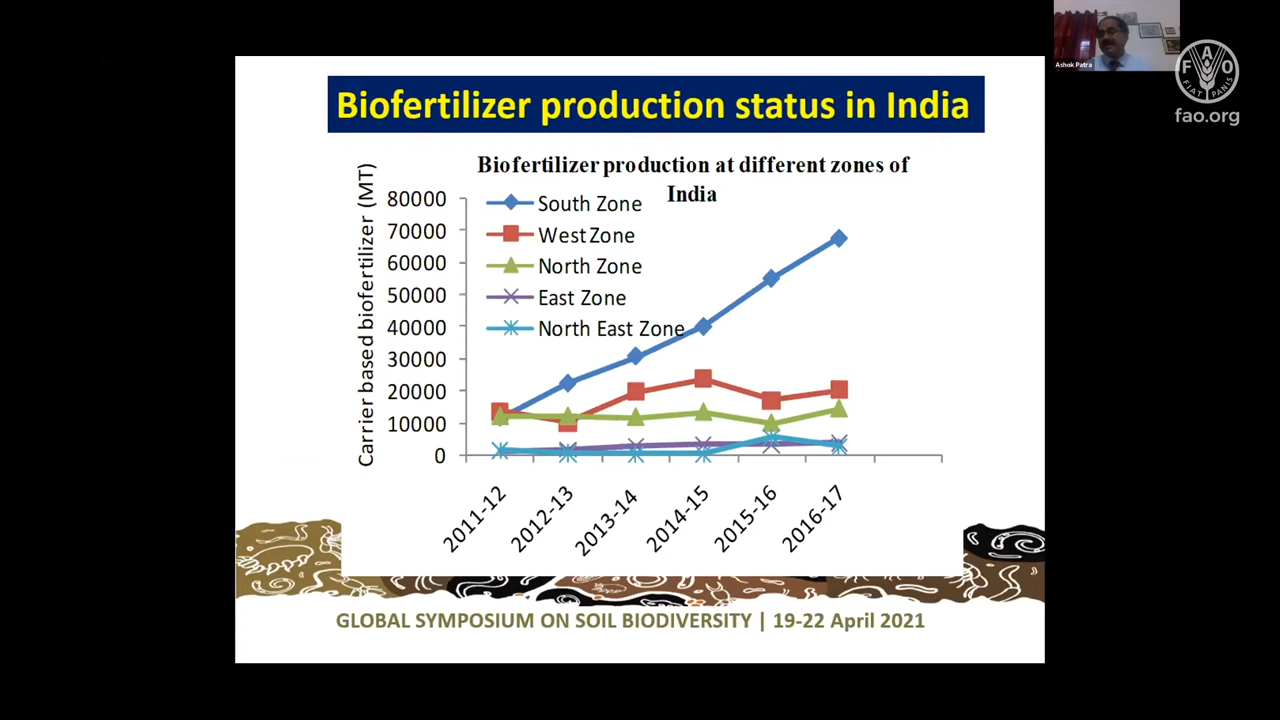 Biofertilizer production status in India
Biofertilizer production at different zones of
India
Carrier based biofertilizer (MT)
80000
70000
60000
50000
40000
30000
20000
10000
0
South Zone
West Zone
North Zone
East Zone
North East Zone
2011-12
2012-13
2013-14
2014-15
2015-16
2016-17
GLOBAL SYMPOSIUM ON SOIL BIODIVERSITY | 19-22 April 2021
Ashok Patra
F A O
FIAT PANIS
fao.org